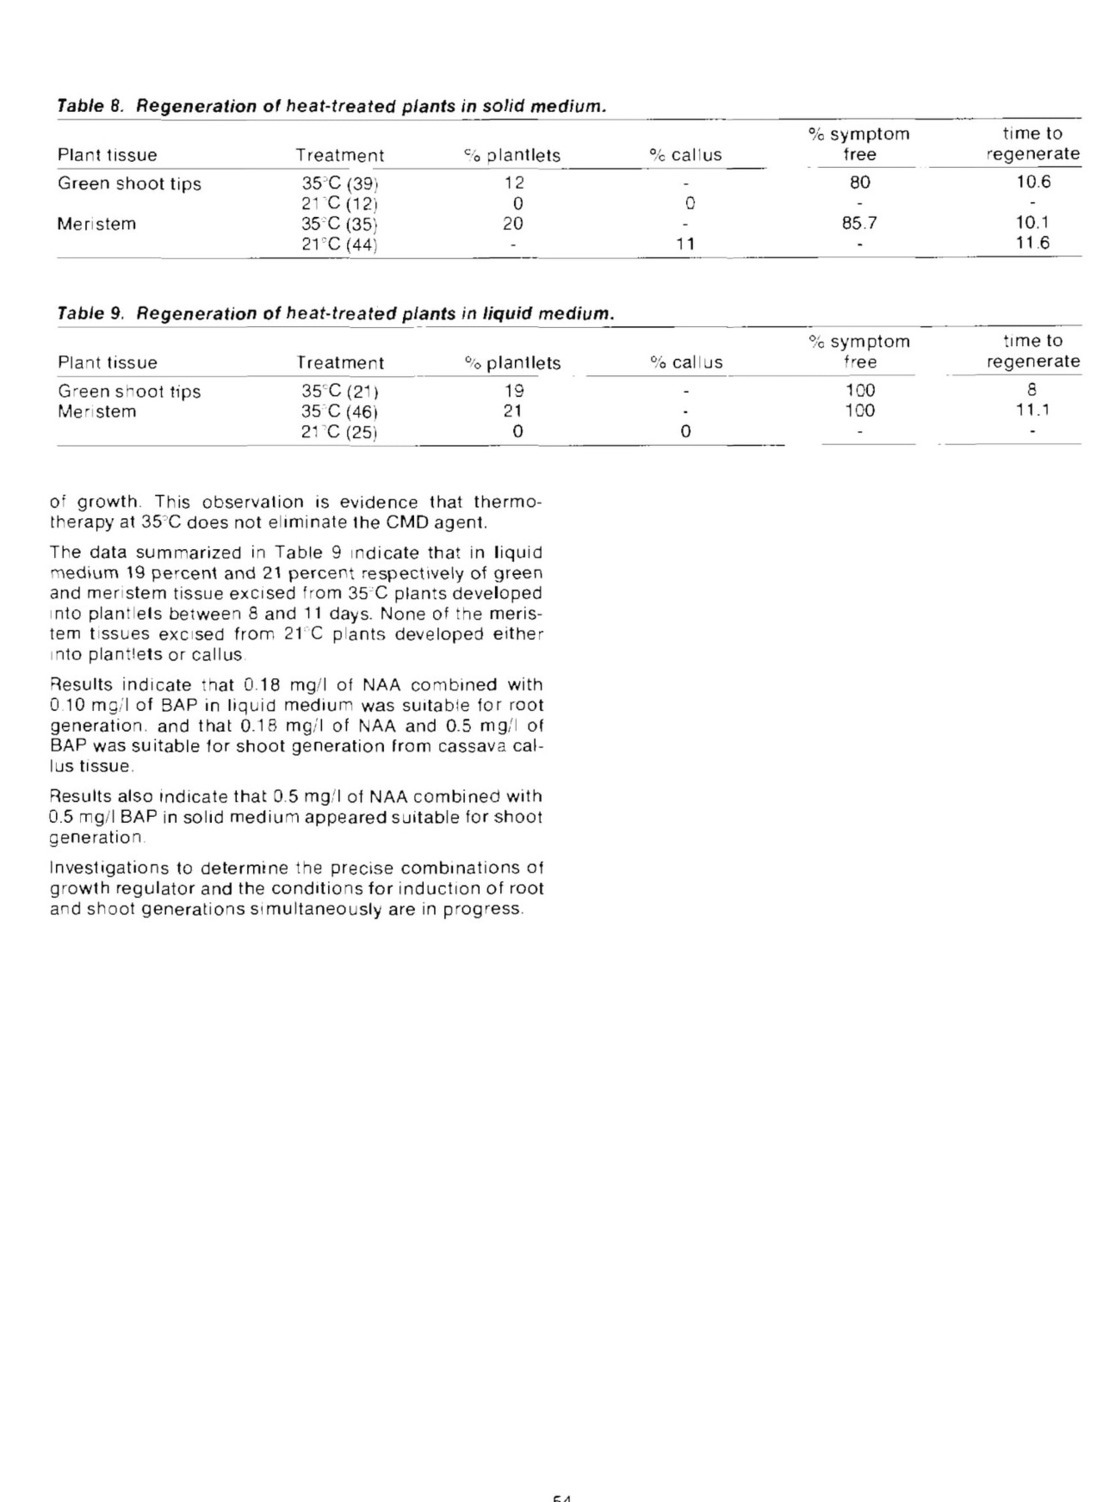 Table 8. Regeneration of heat-treated plants in solid medium.
% symptom time to
Plant tissue Treatment % plantlets % callus free regenerate
Green shoot tips 35°C (39) 12 - 80 10.6
21°C (12) 0 0 - -
Meristem 35°C (35) 20 - 85.7 10.1
21°C (44) - 11 - 11.6
Table 9. Regeneration of heat-treated plants in liquid medium.
% symptom time to
Plant tissue Treatment % plantlets % callus free regenerate
Green shoot tips 35°C (21) 19 - 100 8
Meristem 35°C (46) 21 - 100 11.1
21°C (25) 0 0 - -
of growth. This observation is evidence that thermo-
therapy at 35°C does not eliminate the CMD agent.
The data summarized in Table 9 indicate that in liquid
medium 19 percent and 21 percent respectively of green
and meristem tissue excised from 35°C plants developed
into plantlets between 8 and 11 days. None of the meris-
tem tissues excised from 21°C plants developed either
into plantlets or callus.
Results indicate that 0.18 mg/l of NAA combined with
0.10 mg/l of BAP in liquid medium was suitable for root
generation. and that 0.18 mg/l of NAA and 0.5 mg/l of
BAP was suitable for shoot generation from cassava cal-
lus tissue.
Results also indicate that 0.5 mg/l of NAA combined with
0.5 mg/l BAP in solid medium appeared suitable for shoot
generation.
Investigations to determine the precise combinations of
growth regulator and the conditions for induction of root
and shoot generations simultaneously are in progress.
54